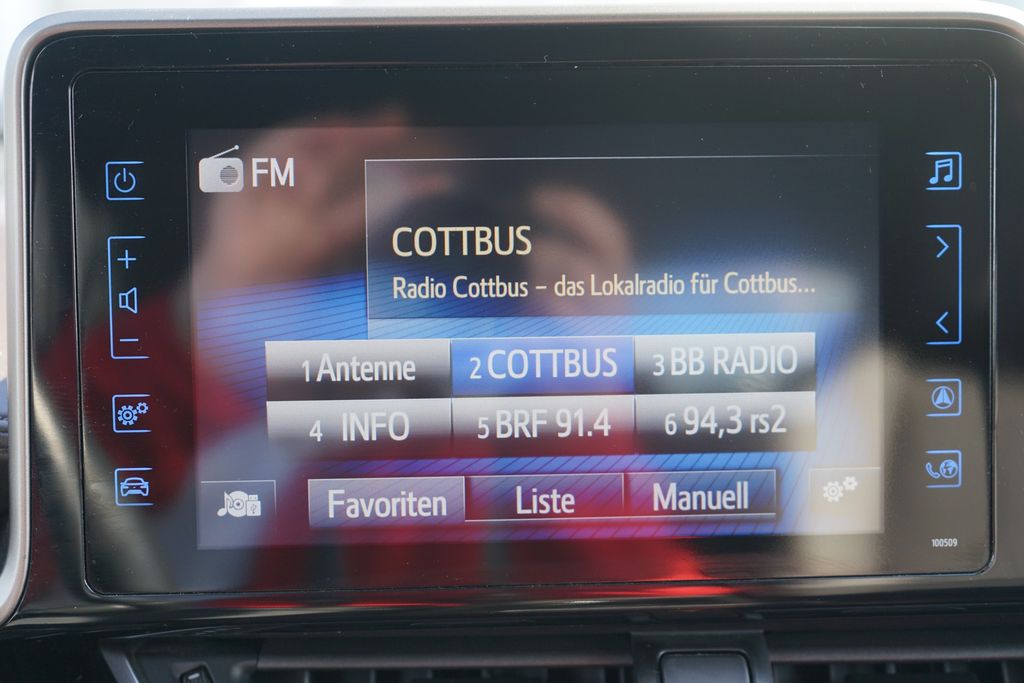 FM
COTTBUS
Radio Cottbus – das Lokalradio für Cottbus...
1 Antenne 2 COTTBUS 3 BB RADIO
4 INFO 5 BRF 91.4 6 94,3 rs2
Favoriten Liste Manuell
100509